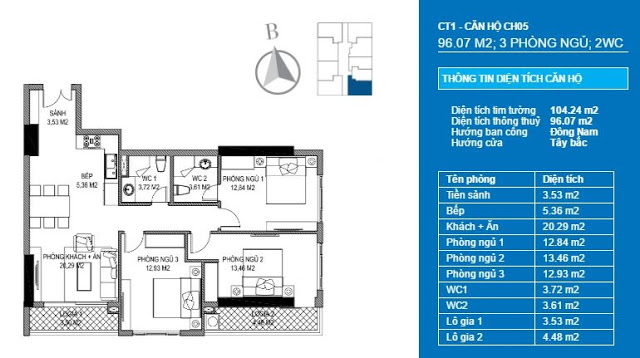 B
SẢNH
3,53 M2
BẾP
5,36 M2
WC 1
3,72 M2
WC 2
3,61 M2
PHÒNG NGỦ 1
12,84 M2
PHÒNG KHÁCH + ĂN
20,29 M2
PHÒNG NGỦ 3
12,93 M2
PHÒNG NGỦ 2
13,46 M2
LOGIA
M2
LOGIA 2
4,48 M2
CT1 - CĂN HỘ CH05
96.07 M2; 3 PHÒNG NGỦ; 2WC
THÔNG TIN DIỆN TÍCH CĂN HỘ
Diện tích tim tường 104.24 m2
Diện tích thông thuỷ 96.07 m2
Hướng ban công Đông Nam
Hướng cửa Tây bắc
Tên phòng Diện tích
Tiền sảnh 3.53 m2
Bếp 5.36 m2
Khách + Ăn 20.29 m2
Phòng ngủ 1 12.84 m2
Phòng ngủ 2 13.46 m2
Phòng ngủ 3 12.93 m2
WC1 3.72 m2
WC2 3.61 m2
Lô gia 1 3.53 m2
Lô gia 2 4.48 m2